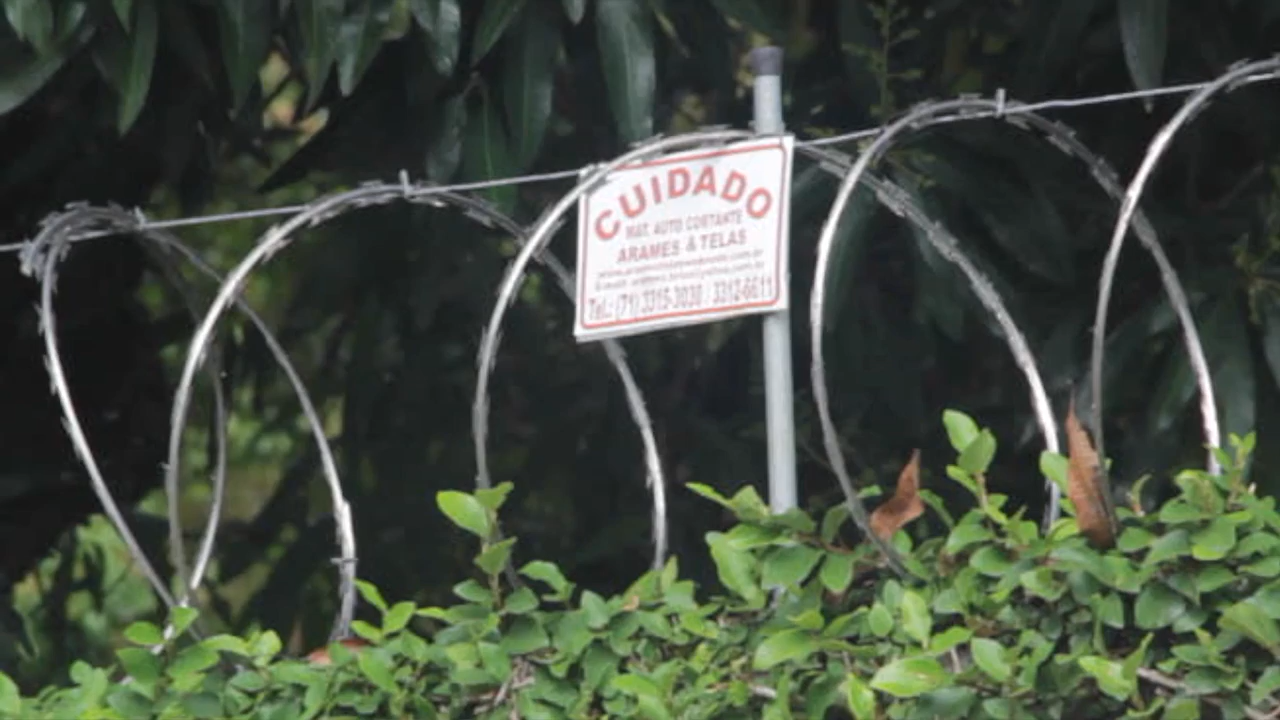 CUIDADO
MAT. AUTO CORTANTE
ARAMES & TELAS
Tel.: (71) 3315-3030 / 3312-6611